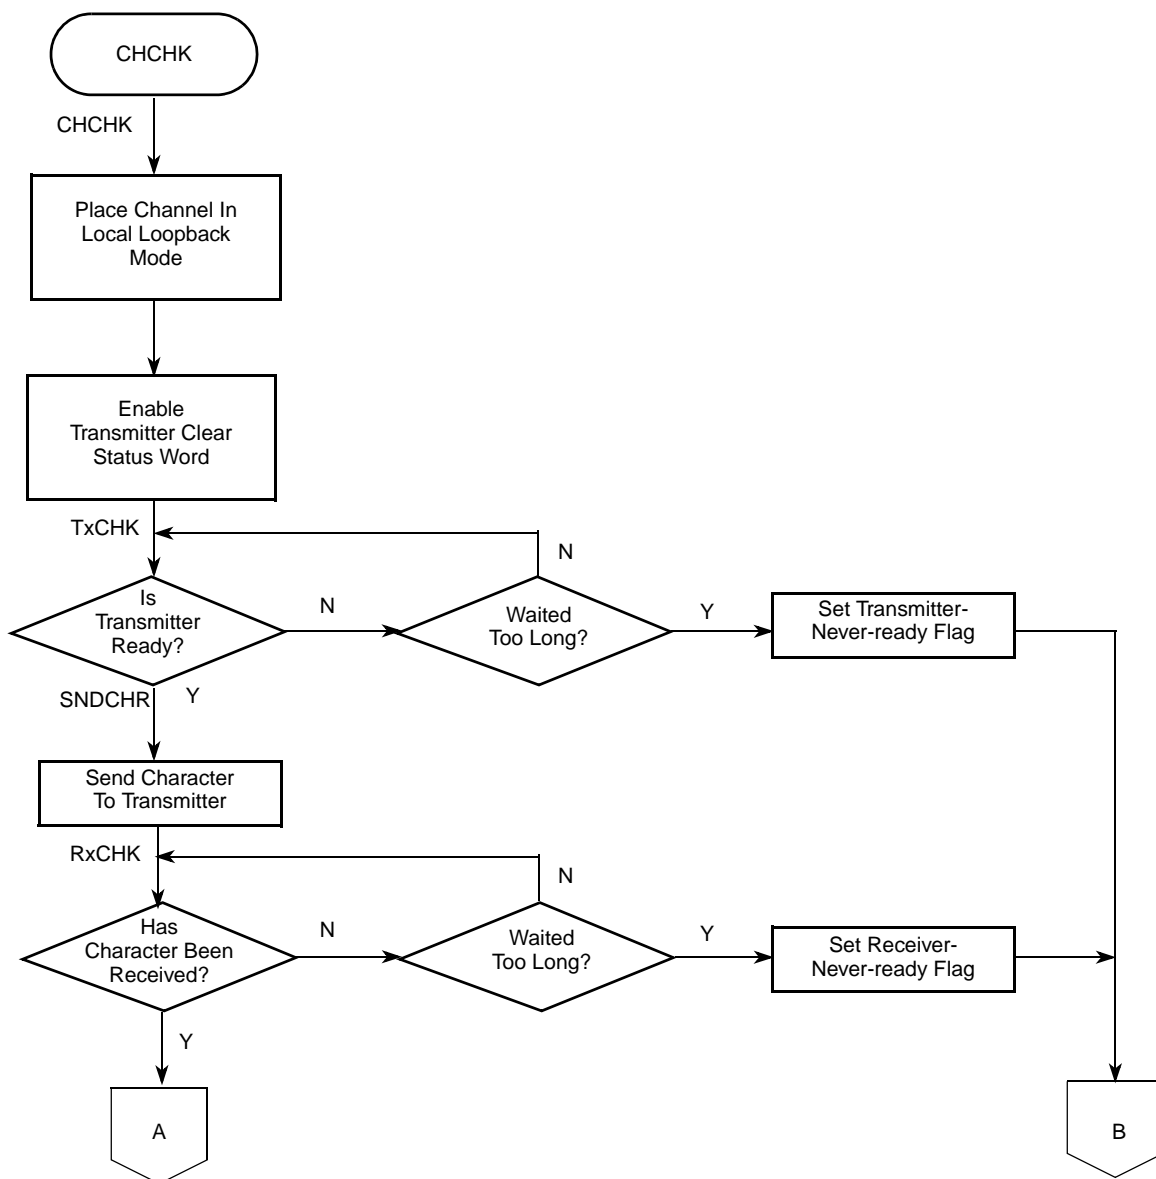 CHCHK
CHCHK
Place Channel In
Local Loopback
Mode
Enable
Transmitter Clear
Status Word
TxCHK
N
Is
Transmitter
Ready?
N
Waited
Too Long?
Y
Set Transmitter-
Never-ready Flag
SNDCHR
Y
Send Character
To Transmitter
RxCHK
N
Has
Character Been
Received?
N
Waited
Too Long?
Y
Set Receiver-
Never-ready Flag
Y
A
B